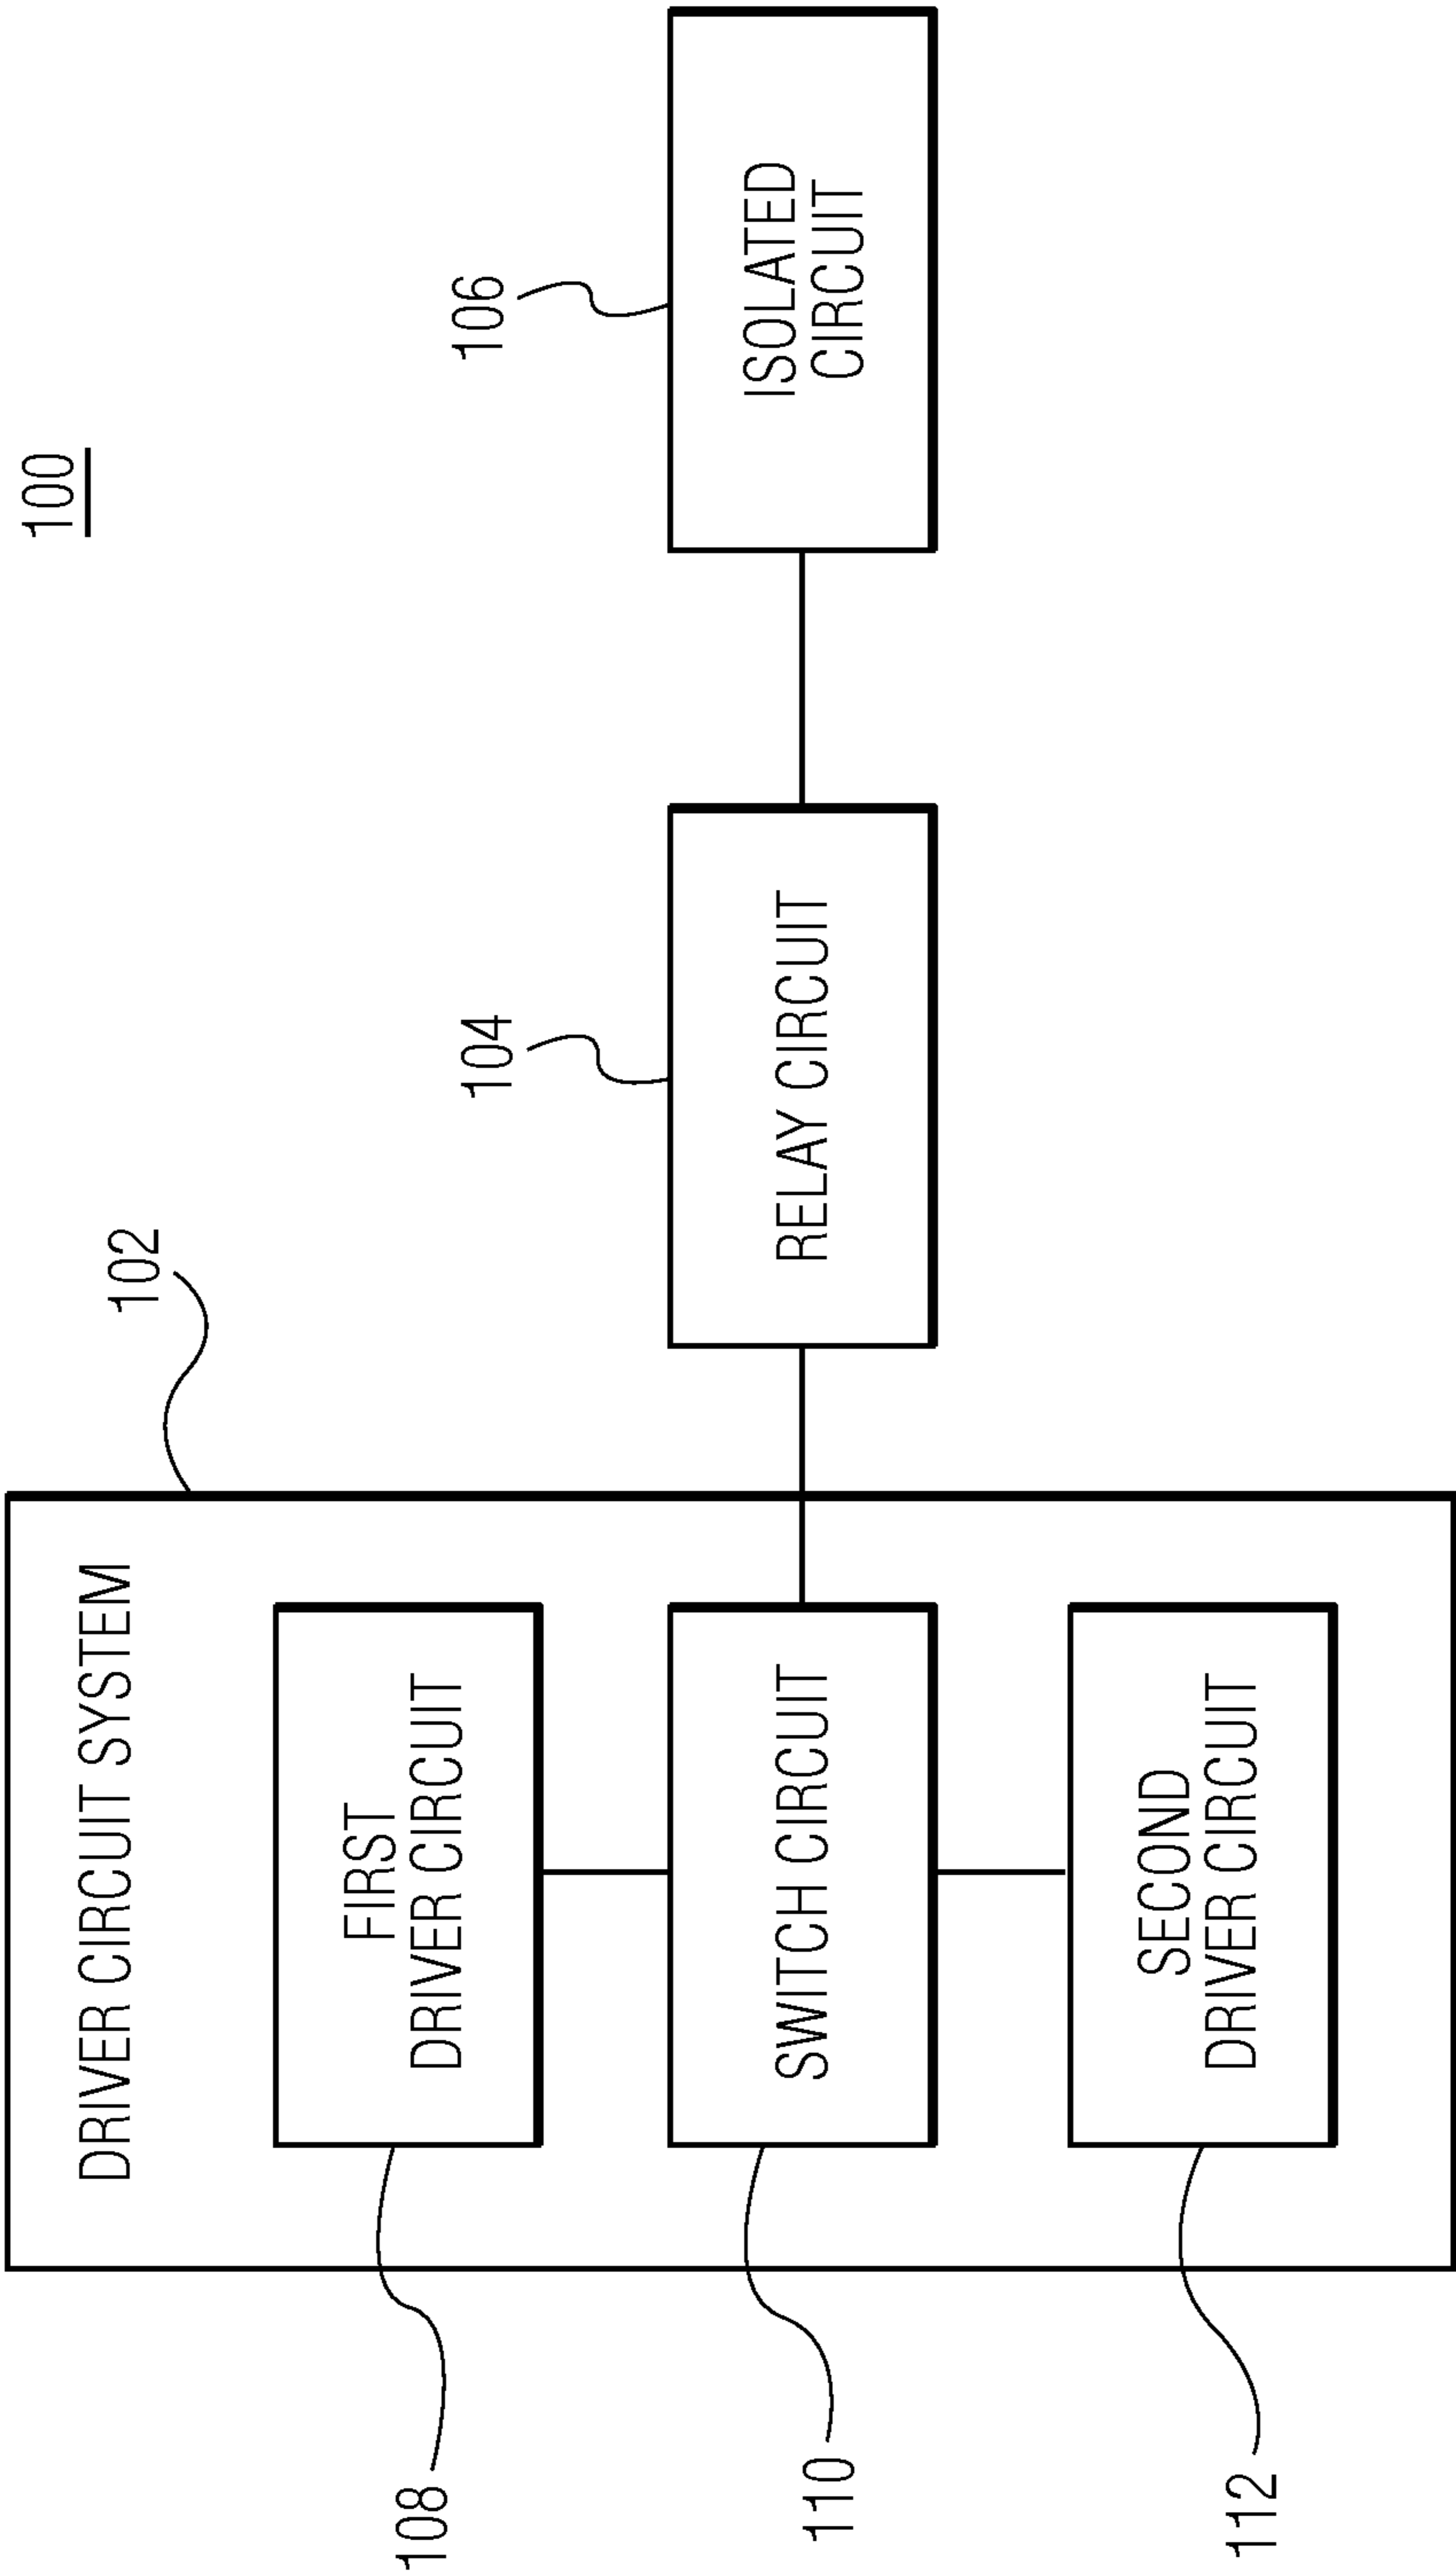 100
102
DRIVER CIRCUIT SYSTEM
108
FIRST
DRIVER CIRCUIT
110
SWITCH CIRCUIT
104
RELAY CIRCUIT
106
ISOLATED
CIRCUIT
112
SECOND
DRIVER CIRCUIT